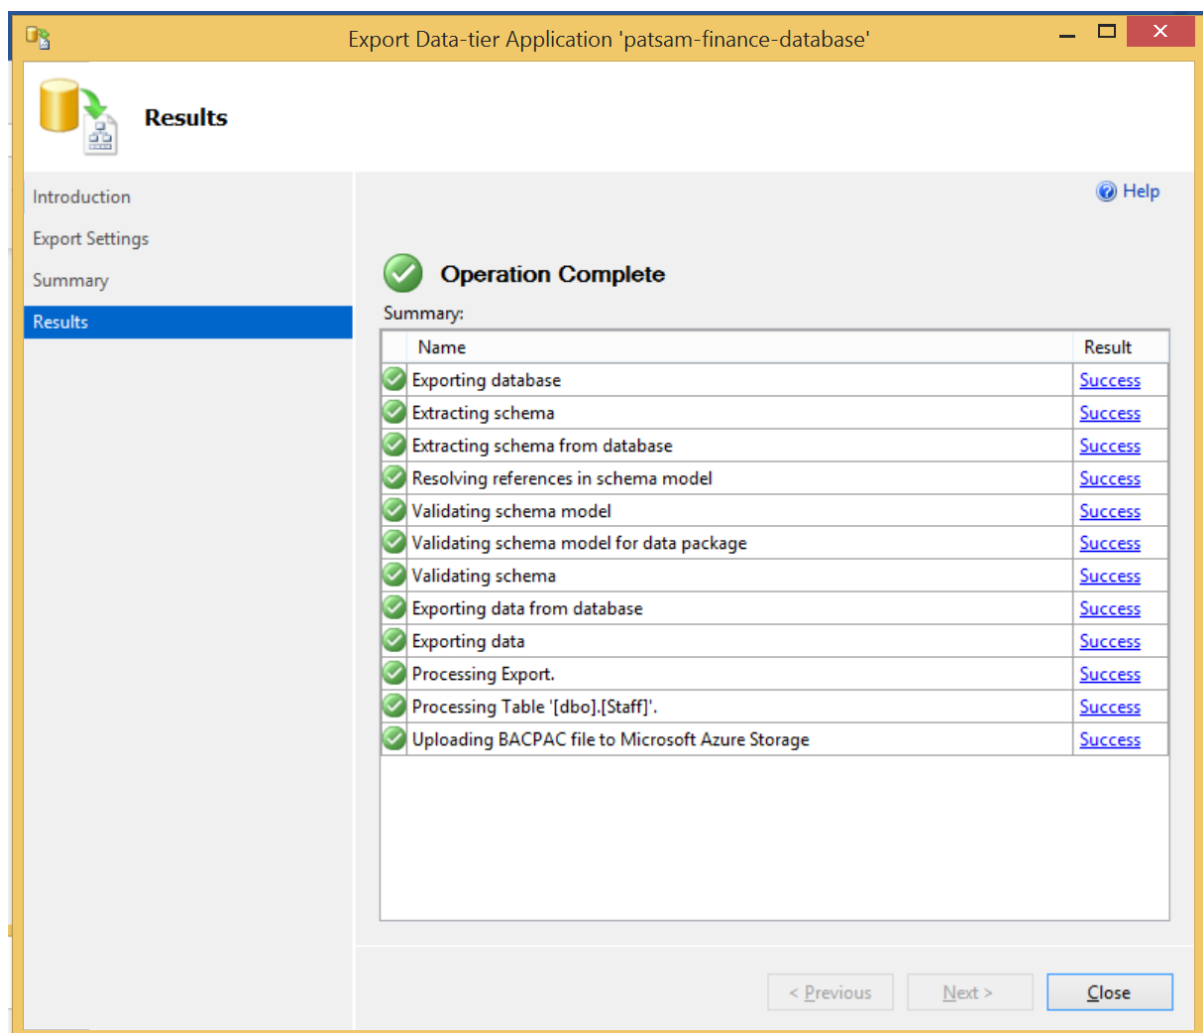 Export Data-tier Application 'patsam-finance-database'
Results
Introduction
Export Settings
Summary
Results
Help
Operation Complete
Summary:
Name Result
Exporting database Success
Extracting schema Success
Extracting schema from database Success
Resolving references in schema model Success
Validating schema model Success
Validating schema model for data package Success
Validating schema Success
Exporting data from database Success
Exporting data Success
Processing Export. Success
Processing Table '[dbo].[Staff]'. Success
Uploading BACPAC file to Microsoft Azure Storage Success
< Previous Next > Close